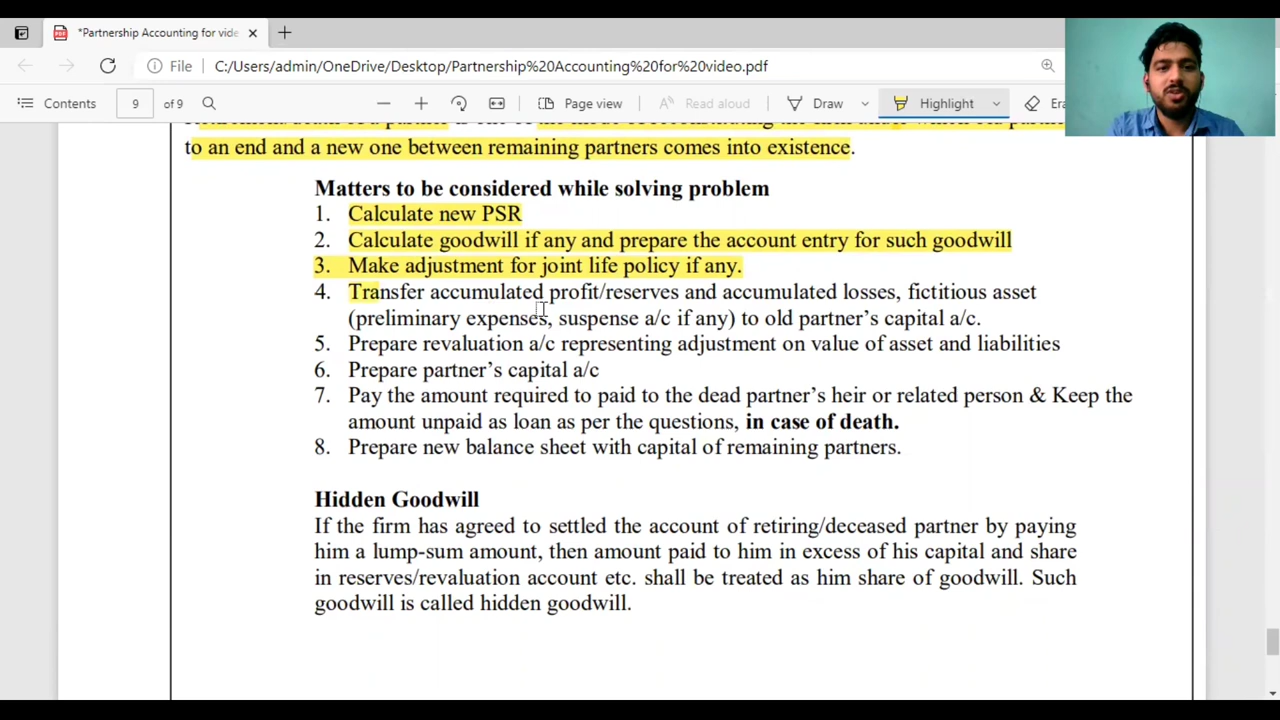 *Partnership Accounting for vide
File C:/Users/admin/OneDrive/Desktop/Partnership%20Accounting%20for%20video.pdf
Contents 9 of 9 Page view Read aloud Draw Highlight Era
to an end and a new one between remaining partners comes into existence.
Matters to be considered while solving problem
1. Calculate new PSR
2. Calculate goodwill if any and prepare the account entry for such goodwill
3. Make adjustment for joint life policy if any.
4. Transfer accumulated profit/reserves and accumulated losses, fictitious asset
(preliminary expenses, suspense a/c if any) to old partner's capital a/c.
5. Prepare revaluation a/c representing adjustment on value of asset and liabilities
6. Prepare partner's capital a/c
7. Pay the amount required to paid to the dead partner's heir or related person & Keep the
amount unpaid as loan as per the questions, in case of death.
8. Prepare new balance sheet with capital of remaining partners.
Hidden Goodwill
If the firm has agreed to settled the account of retiring/deceased partner by paying
him a lump-sum amount, then amount paid to him in excess of his capital and share
in reserves/revaluation account etc. shall be treated as him share of goodwill. Such
goodwill is called hidden goodwill.